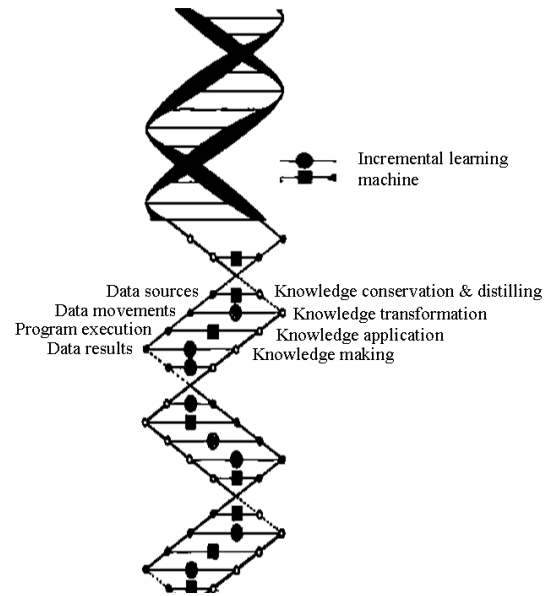 Incremental learning
machine
Data sources
Knowledge conservation & distilling
Data movements
Knowledge transformation
Program execution
Knowledge application
Data results
Knowledge making